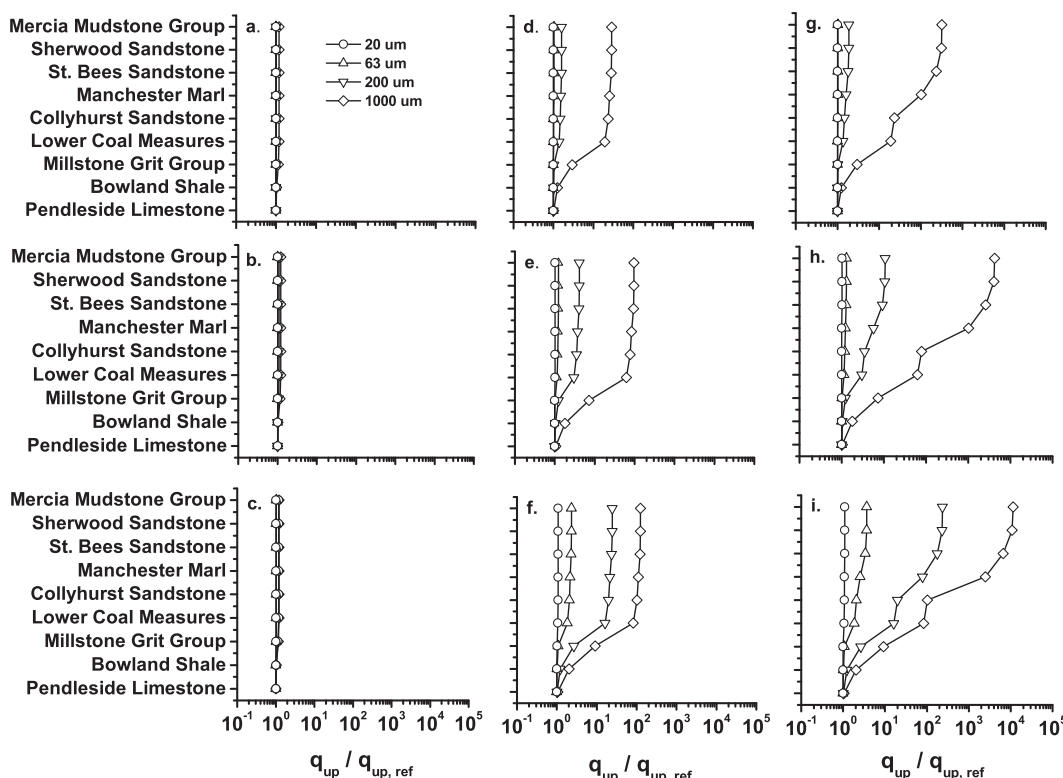 Mercia Mudstone Group
Sherwood Sandstone
St. Bees Sandstone
Manchester Marl
Collyhurst Sandstone
Lower Coal Measures
Millstone Grit Group
Bowland Shale
Pendleside Limestone
a.
20 um
63 um
200 um
1000 um
d.
g.
Mercia Mudstone Group
Sherwood Sandstone
St. Bees Sandstone
Manchester Marl
Collyhurst Sandstone
Lower Coal Measures
Millstone Grit Group
Bowland Shale
Pendleside Limestone
b.
e.
h.
Mercia Mudstone Group
Sherwood Sandstone
St. Bees Sandstone
Manchester Marl
Collyhurst Sandstone
Lower Coal Measures
Millstone Grit Group
Bowland Shale
Pendleside Limestone
c.
f.
i.
10⁻¹ 10⁰ 10¹ 10² 10³ 10⁴ 10⁵
10⁻¹ 10⁰ 10¹ 10² 10³ 10⁴ 10⁵
10⁻¹ 10⁰ 10¹ 10² 10³ 10⁴ 10⁵
q_up / q_up, ref
q_up / q_up, ref
q_up / q_up, ref